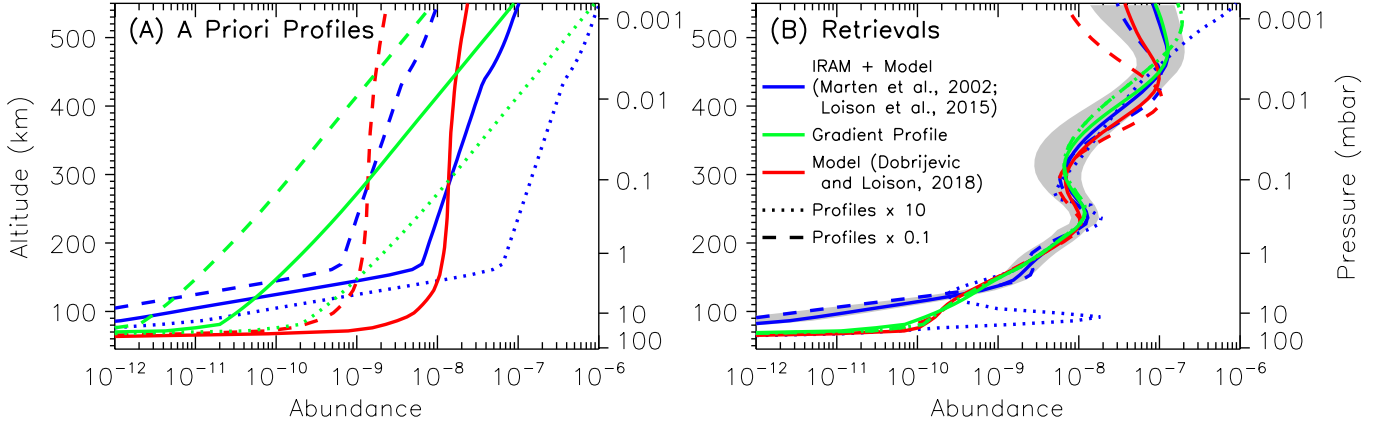 (A) A Priori Profiles
Altitude (km)
500
400
300
200
100
0.001
0.01
0.1
1
10
100
10^-12 10^-11 10^-10 10^-9 10^-8 10^-7 10^-6
Abundance
(B) Retrievals
IRAM + Model
(Marten et al., 2002;
Loison et al., 2015)
Gradient Profile
Model (Dobrijevic
and Loison, 2018)
Profiles x 10
Profiles x 0.1
500
400
300
200
100
0.001
0.01
0.1
1
10
100
Pressure (mbar)
10^-12 10^-11 10^-10 10^-9 10^-8 10^-7 10^-6
Abundance